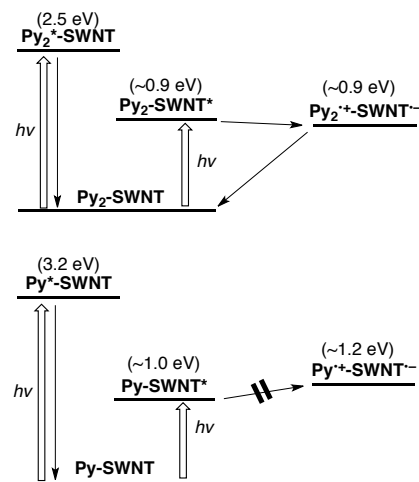 (2.5 eV)
Py₂*-SWNT
(~0.9 eV)
Py₂-SWNT*
(~0.9 eV)
Py₂•⁺-SWNT•⁻
hν
hν
Py₂-SWNT
(3.2 eV)
Py*-SWNT
(~1.0 eV)
Py-SWNT*
(~1.2 eV)
Py•⁺-SWNT•⁻
hν
hν
Py-SWNT